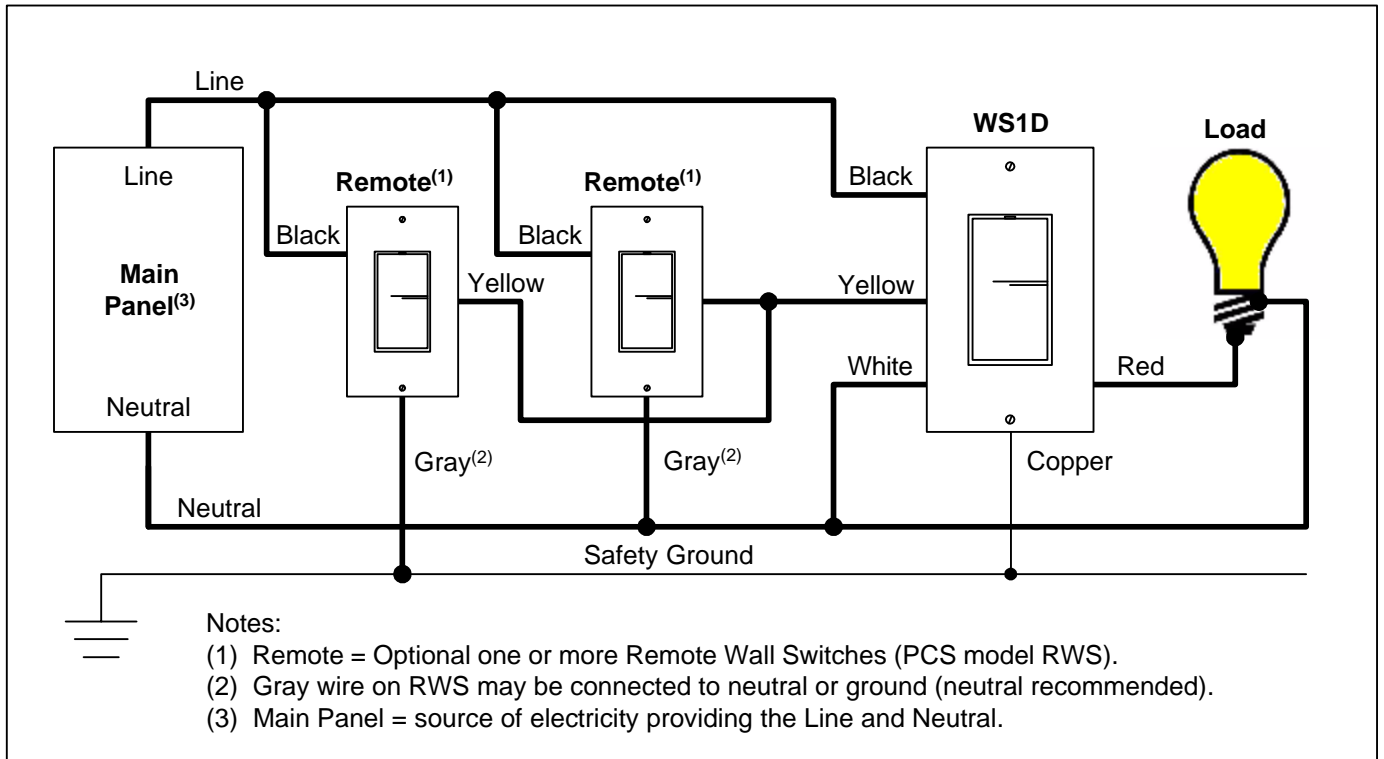 Line
WS1D
Load
Line
Remote(1)
Remote(1)
Black
Black
Black
Main
Panel(3)
Yellow
Yellow
White
Red
Neutral
Gray(2)
Gray(2)
Copper
Neutral
Safety Ground
Notes:
(1) Remote = Optional one or more Remote Wall Switches (PCS model RWS).
(2) Gray wire on RWS may be connected to neutral or ground (neutral recommended).
(3) Main Panel = source of electricity providing the Line and Neutral.